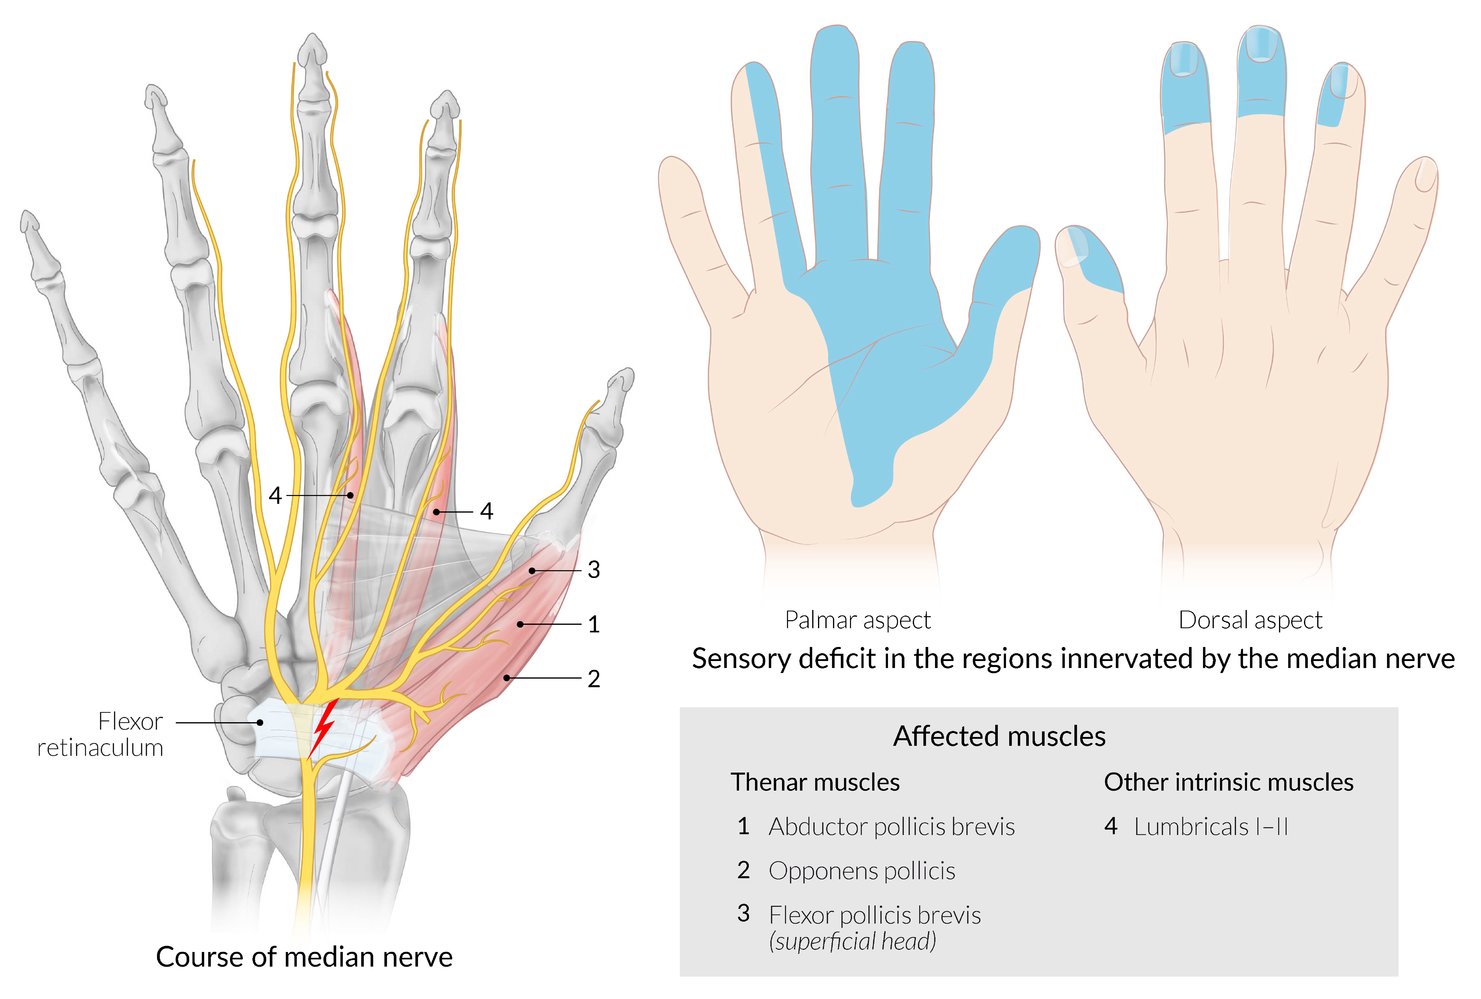 4
4
3
1
2
Flexor
retinaculum
Course of median nerve
Palmar aspect
Dorsal aspect
Sensory deficit in the regions innervated by the median nerve
Affected muscles
Thenar muscles
1 Abductor pollicis brevis
2 Opponens pollicis
3 Flexor pollicis brevis
(superficial head)
Other intrinsic muscles
4 Lumbricals I–II